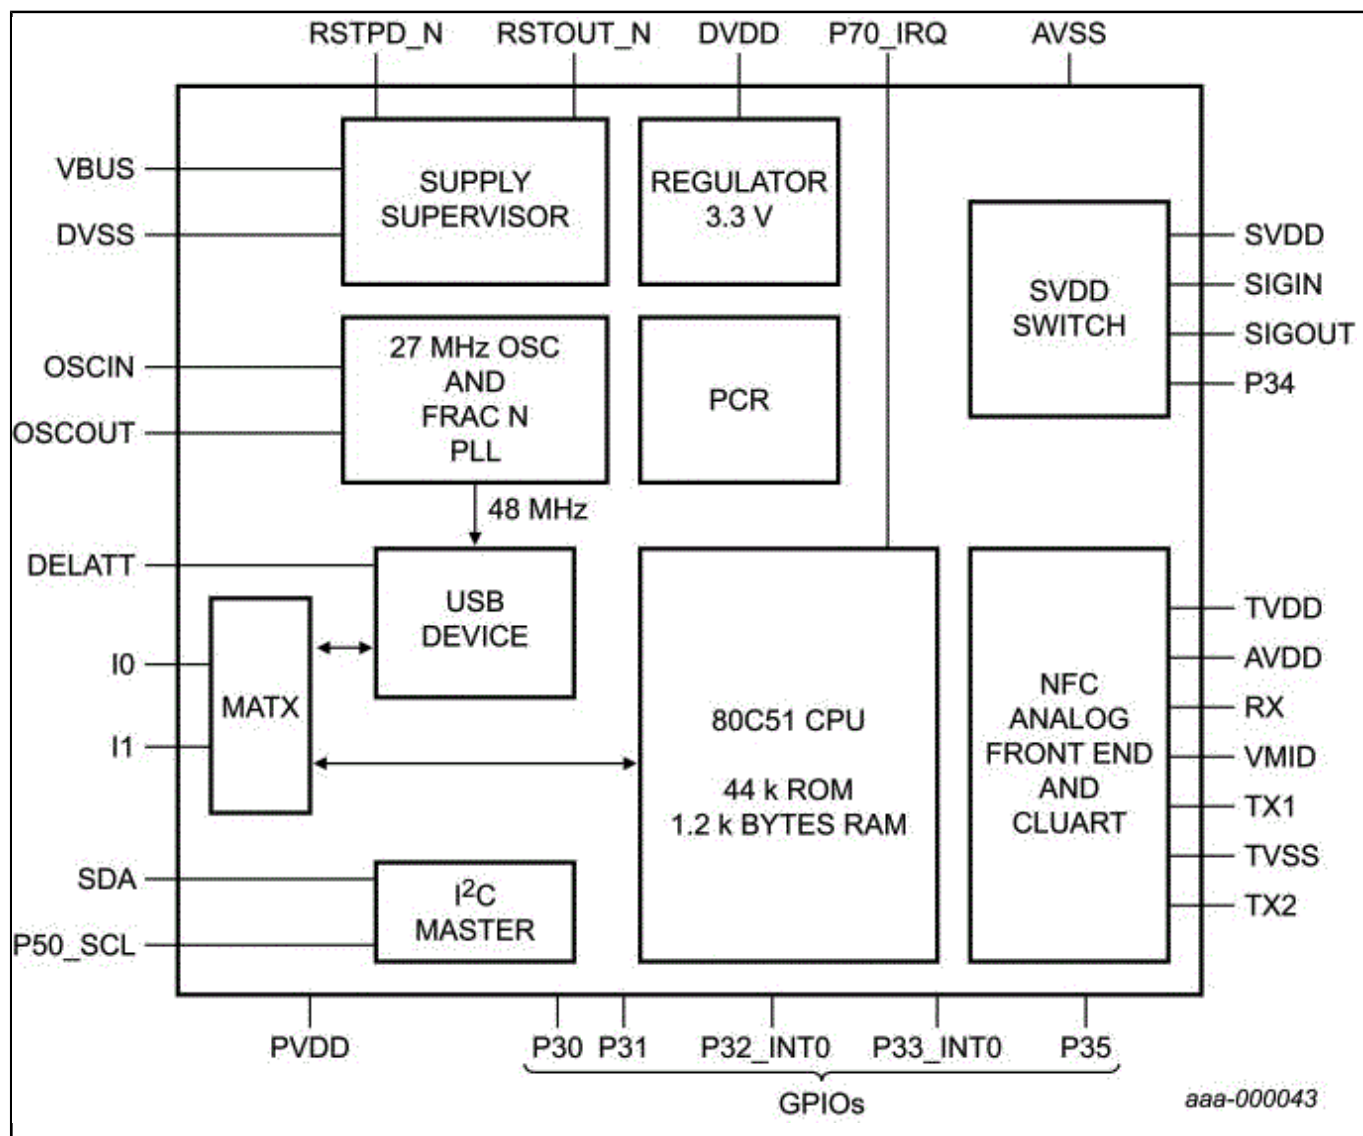 RSTPD_N RSTOUT_N DVDD P70_IRQ AVSS
VBUS
DVSS
SUPPLY
SUPERVISOR
REGULATOR
3.3 V
SVDD
SWITCH
SVDD
SIGIN
SIGOUT
P34
OSCIN
OSCOUT
27 MHz OSC
AND
FRAC N
PLL
PCR
48 MHz
DELATT
USB
DEVICE
I0
I1
MATX
80C51 CPU
44 k ROM
1.2 k BYTES RAM
NFC
ANALOG
FRONT END
AND
CLUART
TVDD
AVDD
RX
VMID
TX1
TVSS
TX2
SDA
P50_SCL
I²C
MASTER
PVDD P30 P31 P32_INT0 P33_INT0 P35
GPIOs
aaa-000043